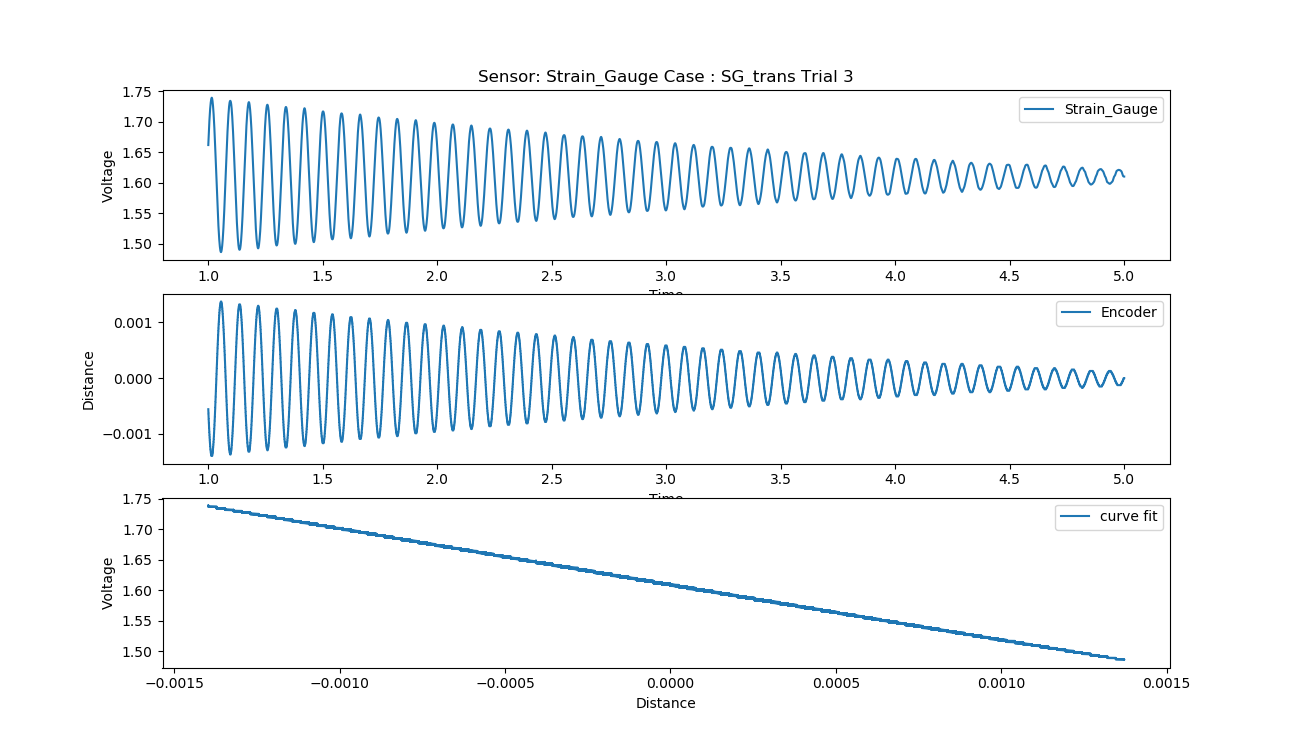 Sensor: Strain_Gauge Case : SG_trans Trial 3
1.75
1.70
1.65
1.60
1.55
1.50
Voltage
Strain_Gauge
1.0 1.5 2.0 2.5 3.0 3.5 4.0 4.5 5.0
Time
0.001
0.000
−0.001
Distance
Encoder
1.0 1.5 2.0 2.5 3.0 3.5 4.0 4.5 5.0
Time
1.75
1.70
1.65
1.60
1.55
1.50
Voltage
curve fit
−0.0015 −0.0010 −0.0005 0.0000 0.0005 0.0010 0.0015
Distance